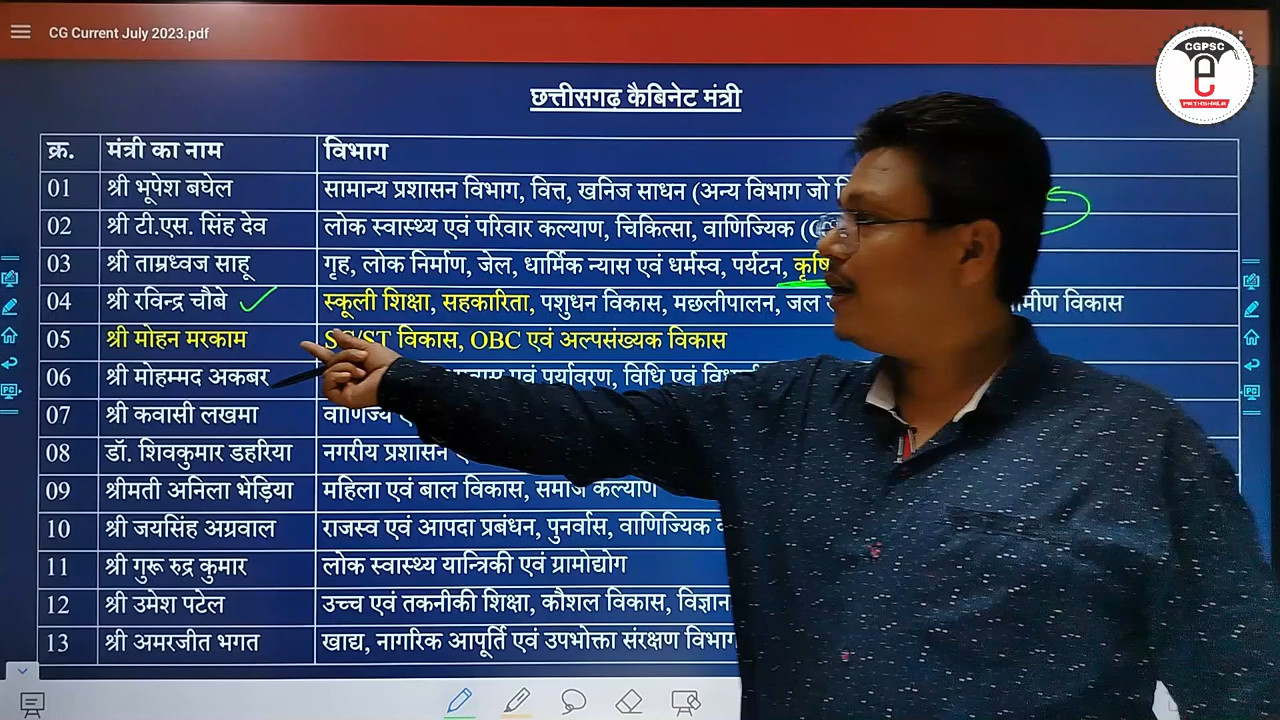 CG Current July 2023.pdf
CGPSC
e
PATHSHALA
छत्तीसगढ़ कैबिनेट मंत्री
क्र. मंत्री का नाम विभाग
01 श्री भूपेश बघेल सामान्य प्रशासन विभाग, वित्त, खनिज साधन (अन्य विभाग जो
02 श्री टी.एस. सिंह देव लोक स्वास्थ्य एवं परिवार कल्याण, चिकित्सा, वाणिज्यिक
03 श्री ताम्रध्वज साहू गृह, लोक निर्माण, जेल, धार्मिक न्यास एवं धर्मस्व, पर्यटन, कृषि
04 श्री रविन्द्र चौबे स्कूली शिक्षा, सहकारिता, पशुधन विकास, मछलीपालन, जल विकास
05 श्री मोहन मरकाम विकास, OBC एवं अल्पसंख्यक विकास
06 श्री मोहम्मद अकबर एवं पर्यावरण, विधि एवं
07 श्री कवासी लखमा वाणिज्य
08 डॉ. शिवकुमार डहरिया नगरीय प्रशासन
09 श्रीमती अनिला भेड़िया महिला एवं बाल विकास, समाज कल्याण
10 श्री जयसिंह अग्रवाल राजस्व एवं आपदा प्रबंधन, पुनर्वास, वाणिज्यिक
11 श्री गुरू रुद्र कुमार लोक स्वास्थ्य यान्त्रिकी एवं ग्रामोद्योग
12 श्री उमेश पटेल उच्च एवं तकनीकी शिक्षा, कौशल विकास, विज्ञान
13 श्री अमरजीत भगत खाद्य, नागरिक आपूर्ति एवं उपभोक्ता संरक्षण विभाग